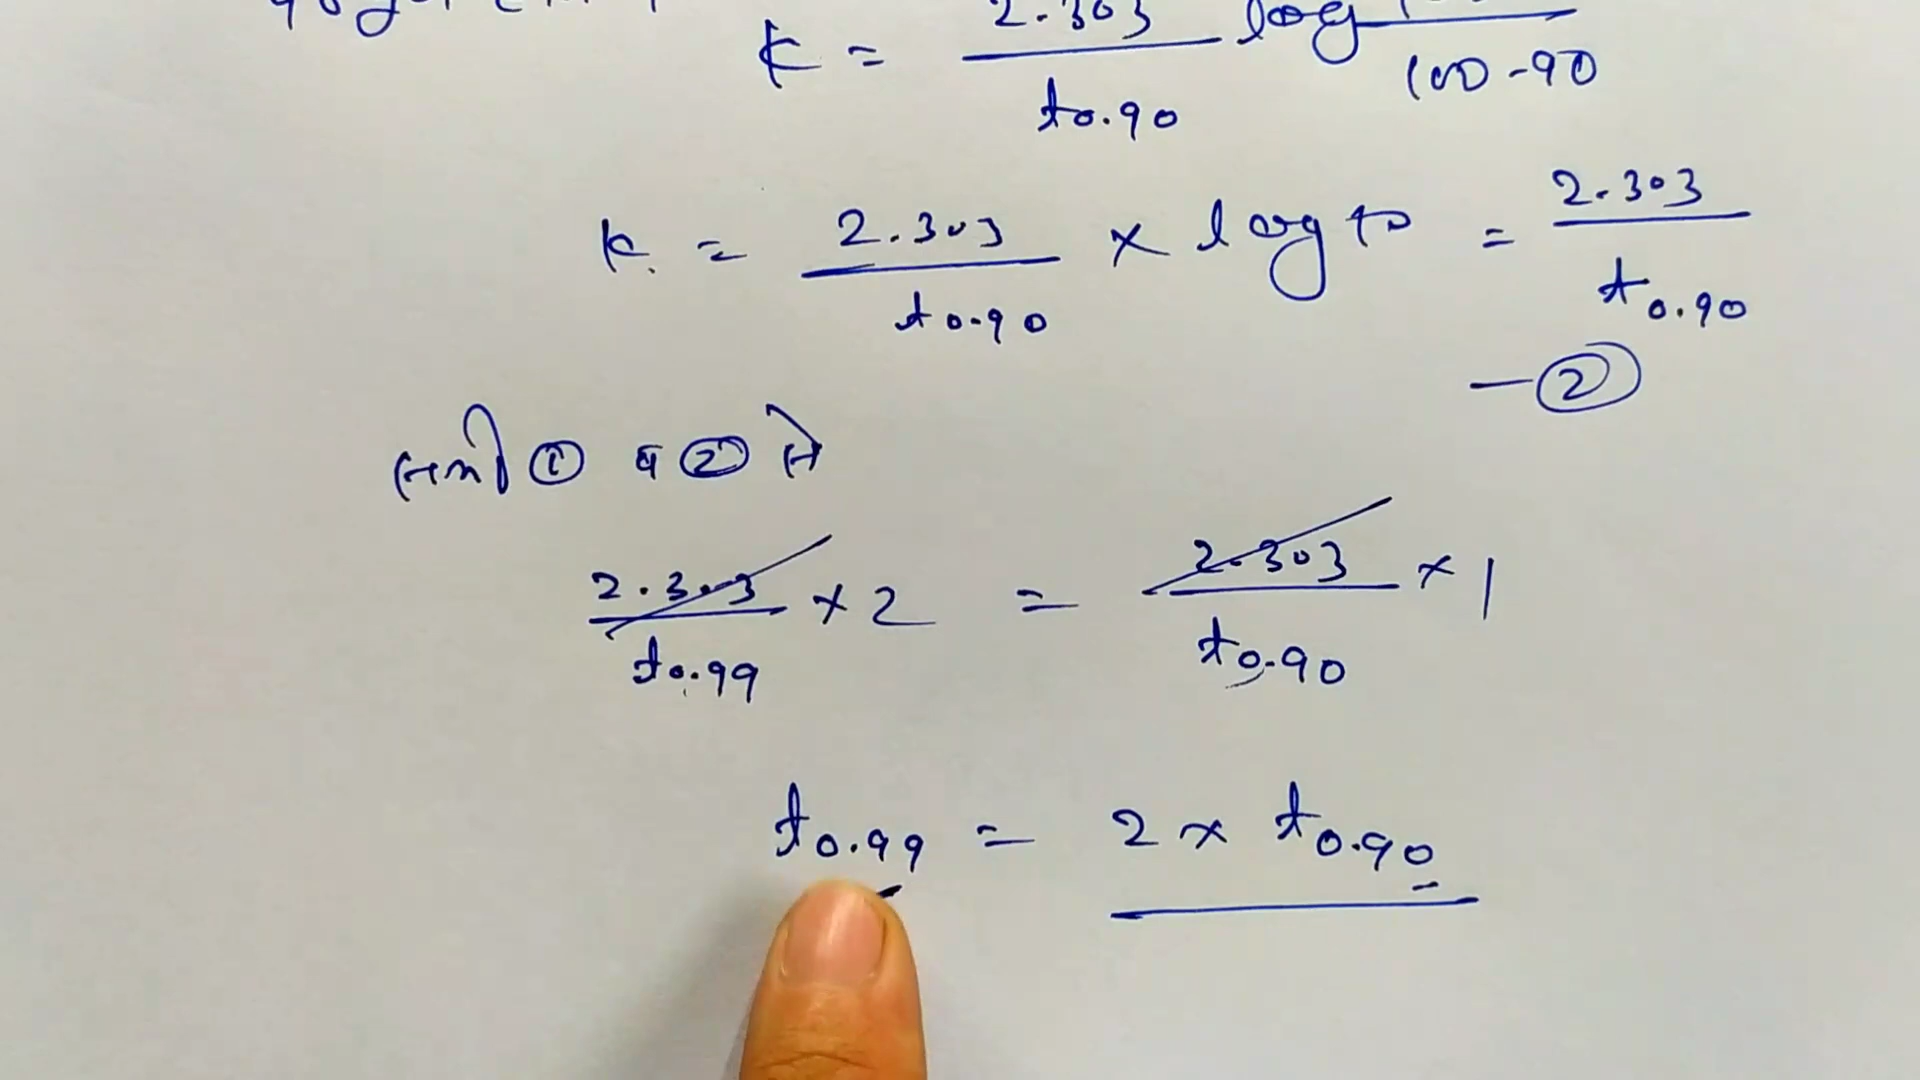 K = 2.303 / t0.90 log / 100-90
K. = 2.303 / t0.90 × log 10 = 2.303 / t0.90
— ②
समी ① व ② से
2.303 / t0.99 × 2 = 2.303 / t0.90 × 1
t0.99 = 2 × t0.90